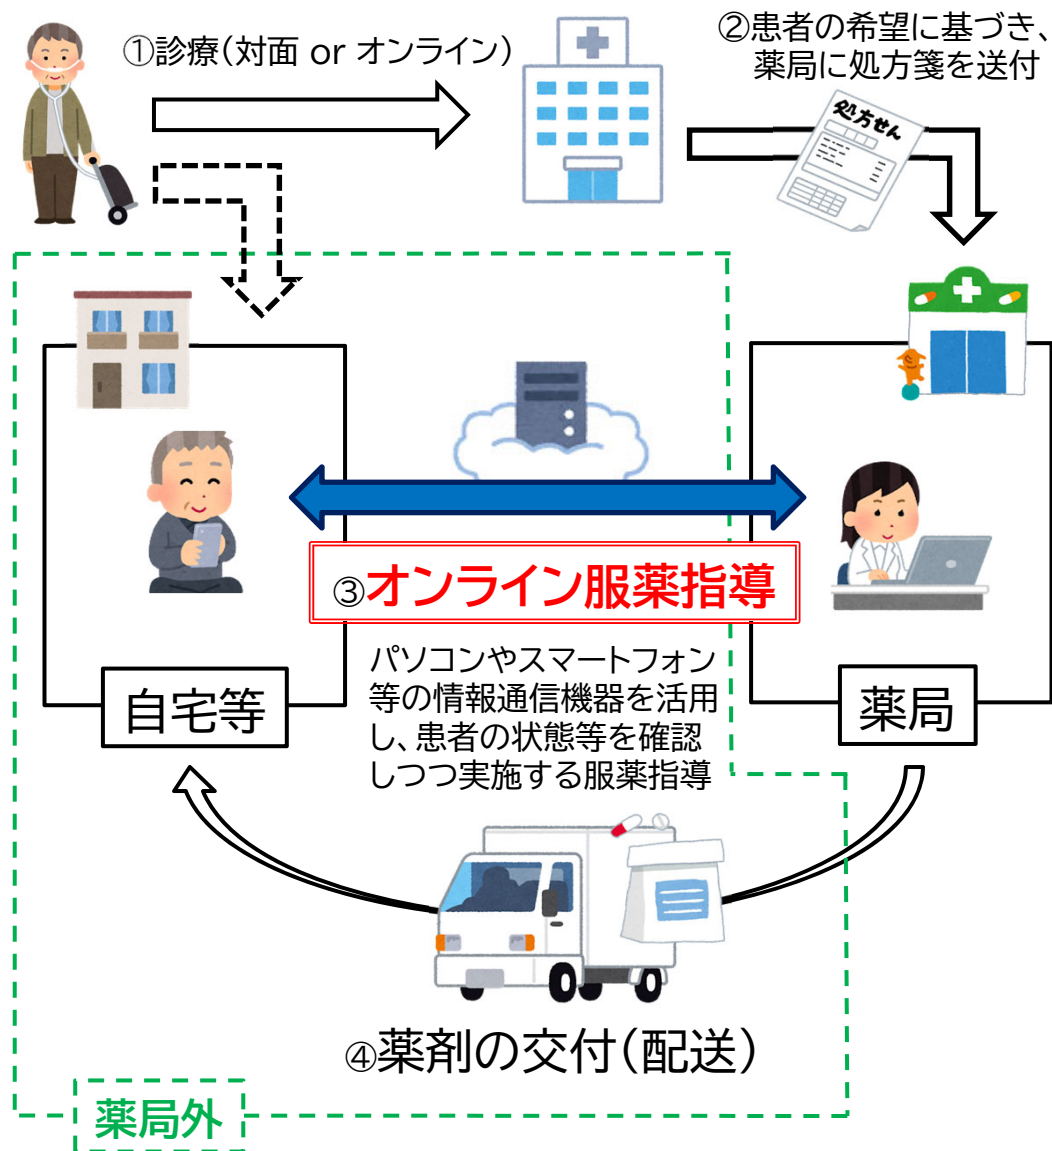 ①診療（対面 or オンライン）
②患者の希望に基づき、
薬局に処方箋を送付
処方せん
③オンライン服薬指導
パソコンやスマートフォン
等の情報通信機器を活用
し、患者の状態等を確認
しつつ実施する服薬指導
自宅等
薬局
④薬剤の交付（配送）
薬局外